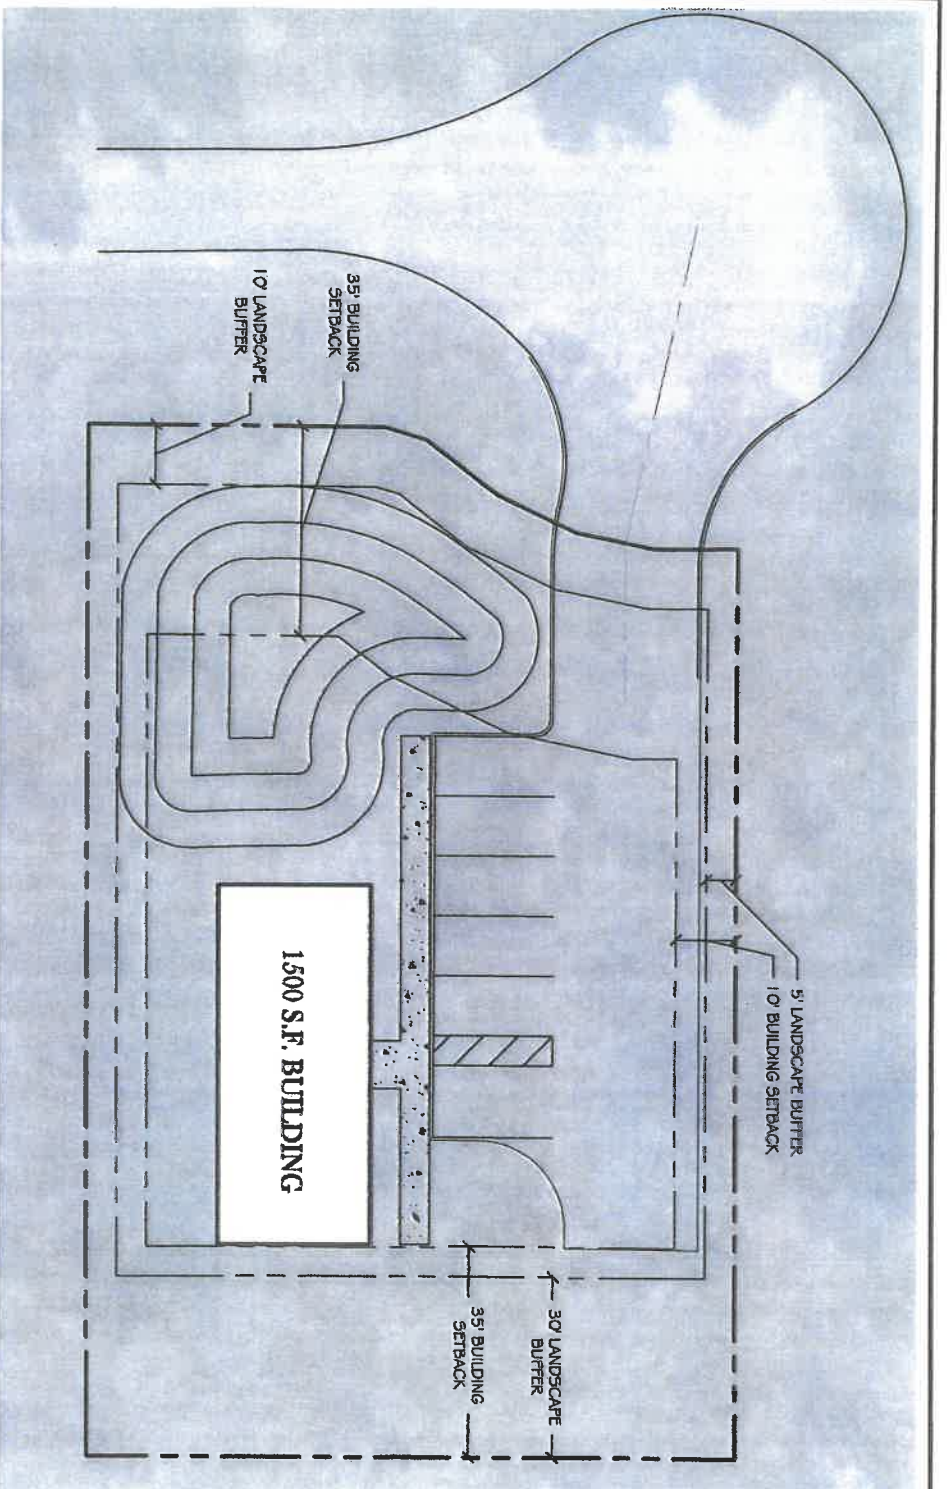 5' LANDSCAPE BUFFER
10' BUILDING SETBACK
35' BUILDING
SETBACK
10' LANDSCAPE
BUFFER
1500 S.F. BUILDING
30' LANDSCAPE
BUFFER
35' BUILDING
SETBACK